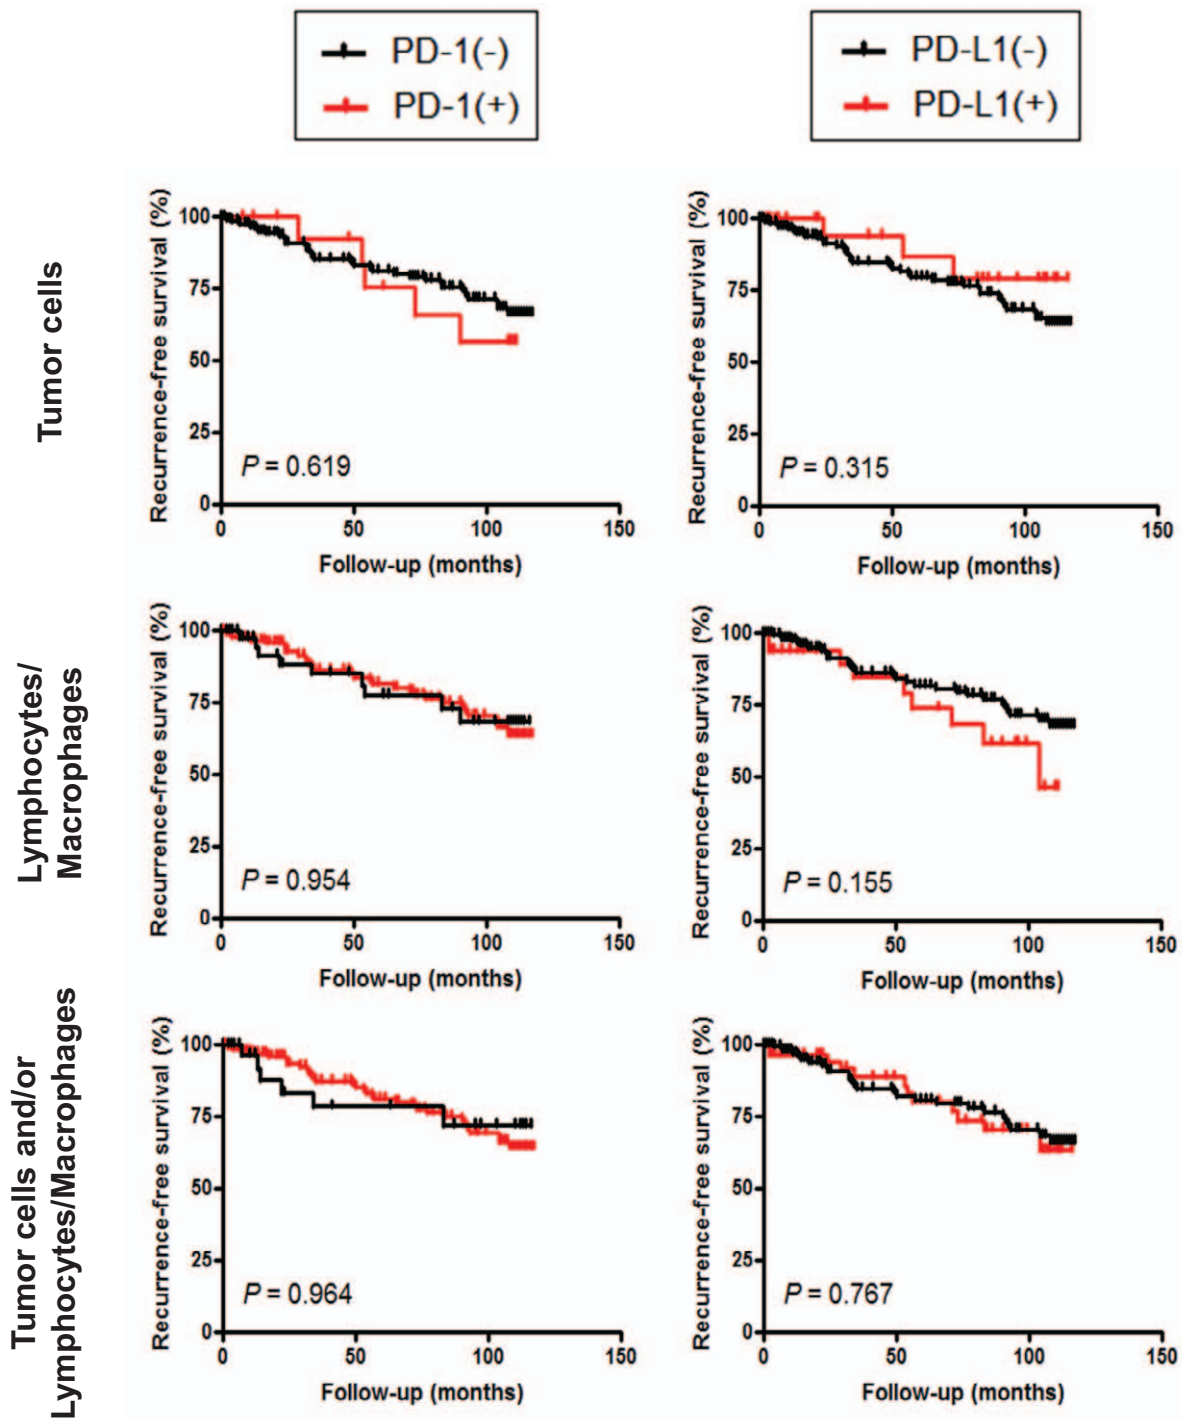 PD-1(-)
PD-1(+)
PD-L1(-)
PD-L1(+)
Tumor cells
Recurrence-free survival (%)
100
75
50
25
0
P = 0.619
0 50 100 150
Follow-up (months)
Recurrence-free survival (%)
100
75
50
25
0
P = 0.315
0 50 100 150
Follow-up (months)
Lymphocytes/
Macrophages
Recurrence-free survival (%)
100
75
50
25
0
P = 0.954
0 50 100 150
Follow-up (months)
Recurrence-free survival (%)
100
75
50
25
0
P = 0.155
0 50 100 150
Follow-up (months)
Tumor cells and/or
Lymphocytes/Macrophages
Recurrence-free survival (%)
100
75
50
25
0
P = 0.964
0 50 100 150
Follow-up (months)
Recurrence-free survival (%)
100
75
50
25
0
P = 0.767
0 50 100 150
Follow-up (months)